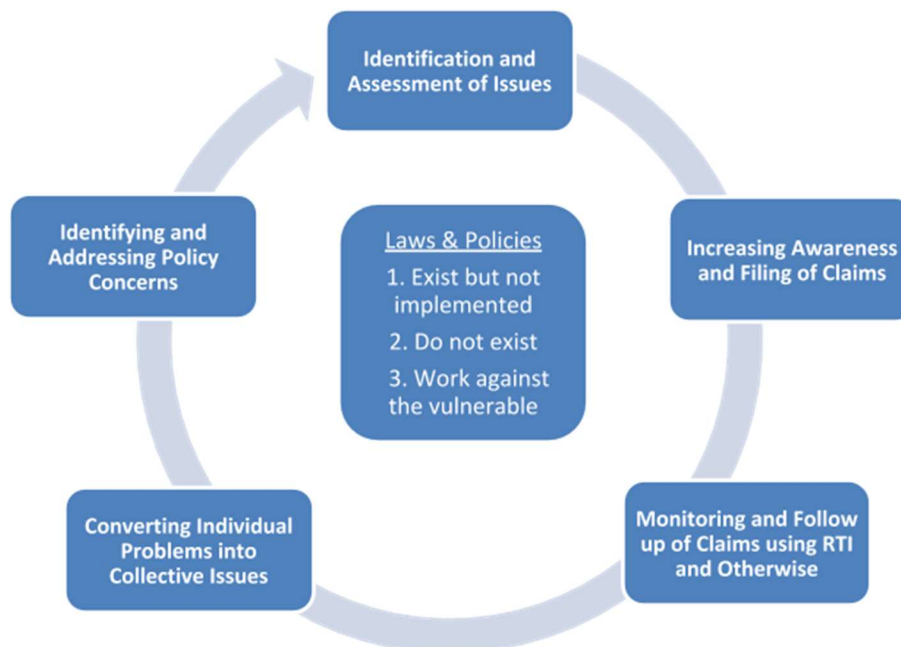 Identification and
Assessment of Issues
Increasing Awareness
and Filing of Claims
Monitoring and Follow
up of Claims using RTI
and Otherwise
Converting Individual
Problems into
Collective Issues
Identifying and
Addressing Policy
Concerns
Laws & Policies
1. Exist but not
implemented
2. Do not exist
3. Work against
the vulnerable